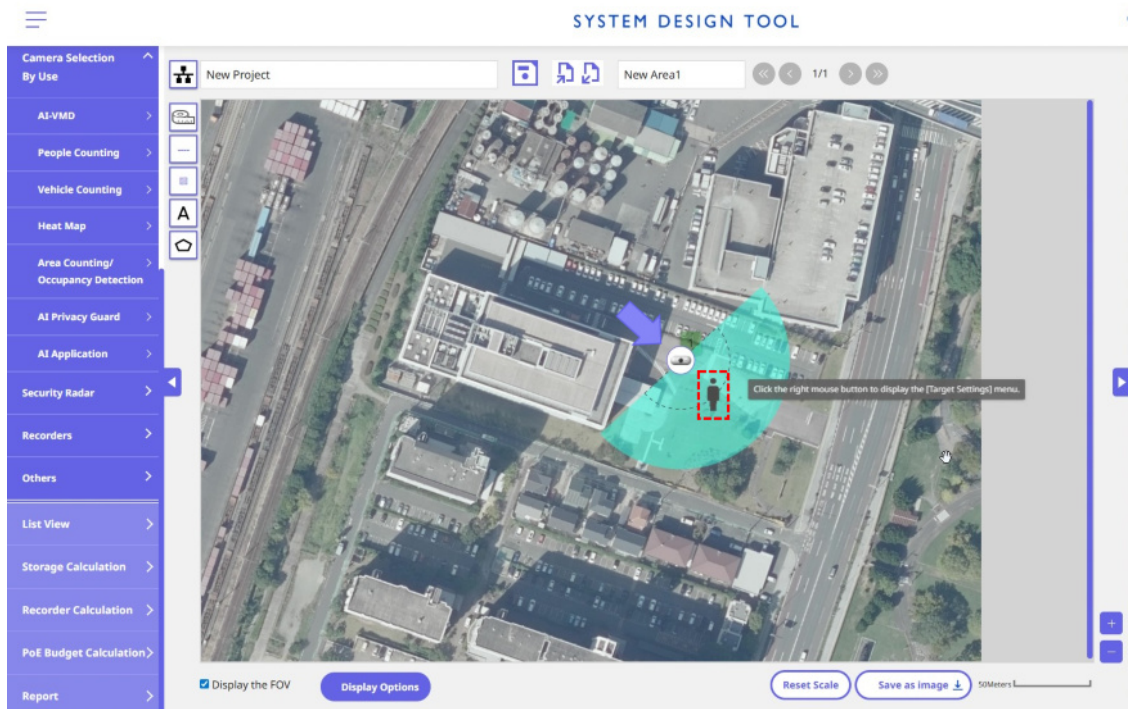 SYSTEM DESIGN TOOL
Camera Selection
By Use
AI-VMD
People Counting
Vehicle Counting
Heat Map
Area Counting/
Occupancy Detection
AI Privacy Guard
AI Application
Security Radar
Recorders
Others
List View
Storage Calculation
Recorder Calculation
PoE Budget Calculation
Report
New Project
New Area1
1/1
A
Click the right mouse button to display the [Target Settings] menu.
Display the FOV
Display Options
Reset Scale
Save as image
50Meters